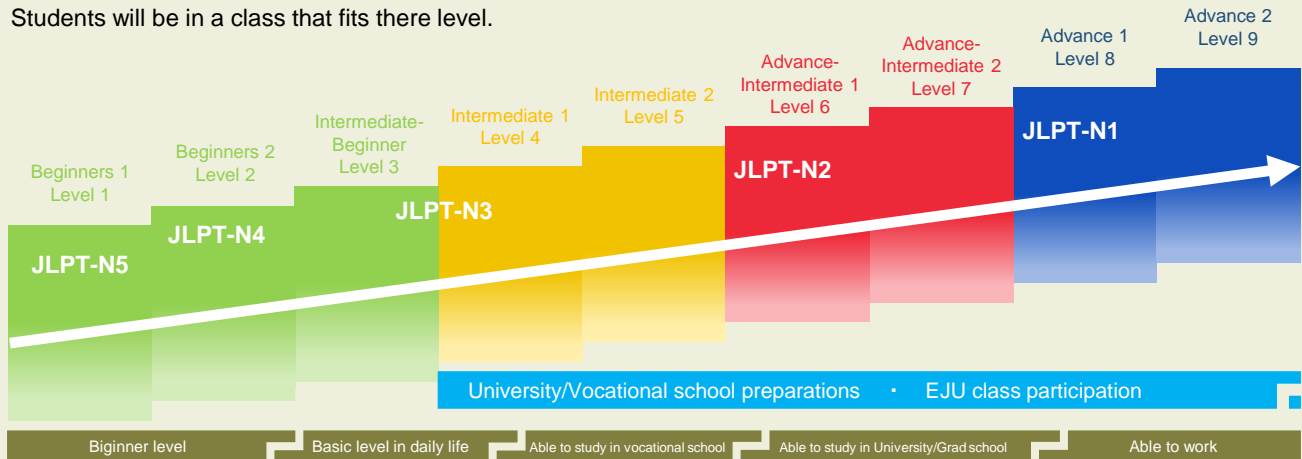 Students will be in a class that fits there level.
Beginners 1
Level 1
Beginners 2
Level 2
Intermediate-
Beginner
Level 3
Intermediate 1
Level 4
Intermediate 2
Level 5
Advance-
Intermediate 1
Level 6
Advance-
Intermediate 2
Level 7
Advance 1
Level 8
Advance 2
Level 9
JLPT-N5
JLPT-N4
JLPT-N3
JLPT-N2
JLPT-N1
University/Vocational school preparations ・ EJU class participation
Biginner level
Basic level in daily life
Able to study in vocational school
Able to study in University/Grad school
Able to work